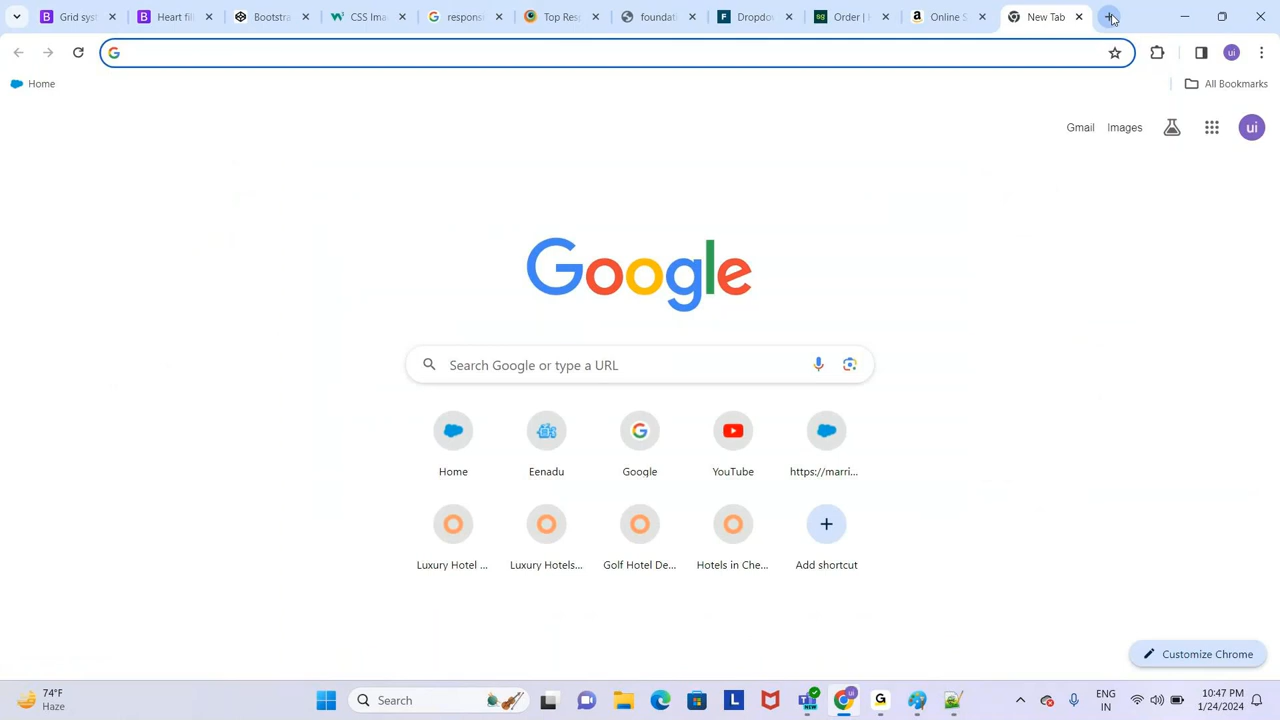 Grid syst
Heart fil
Bootstra
CSS Ima
respons
Top Res
foundati
Dropdo
Order | 
Online S
New Tab
Home
All Bookmarks
Gmail
Images
ui
ui
Google
Search Google or type a URL
Home
Eenadu
Google
YouTube
https://marri...
Luxury Hotel ...
Luxury Hotels...
Golf Hotel De...
Hotels in Che...
Add shortcut
Customize Chrome
74°F
Haze
Search
NEW
ENG
IN
10:47 PM
1/24/2024